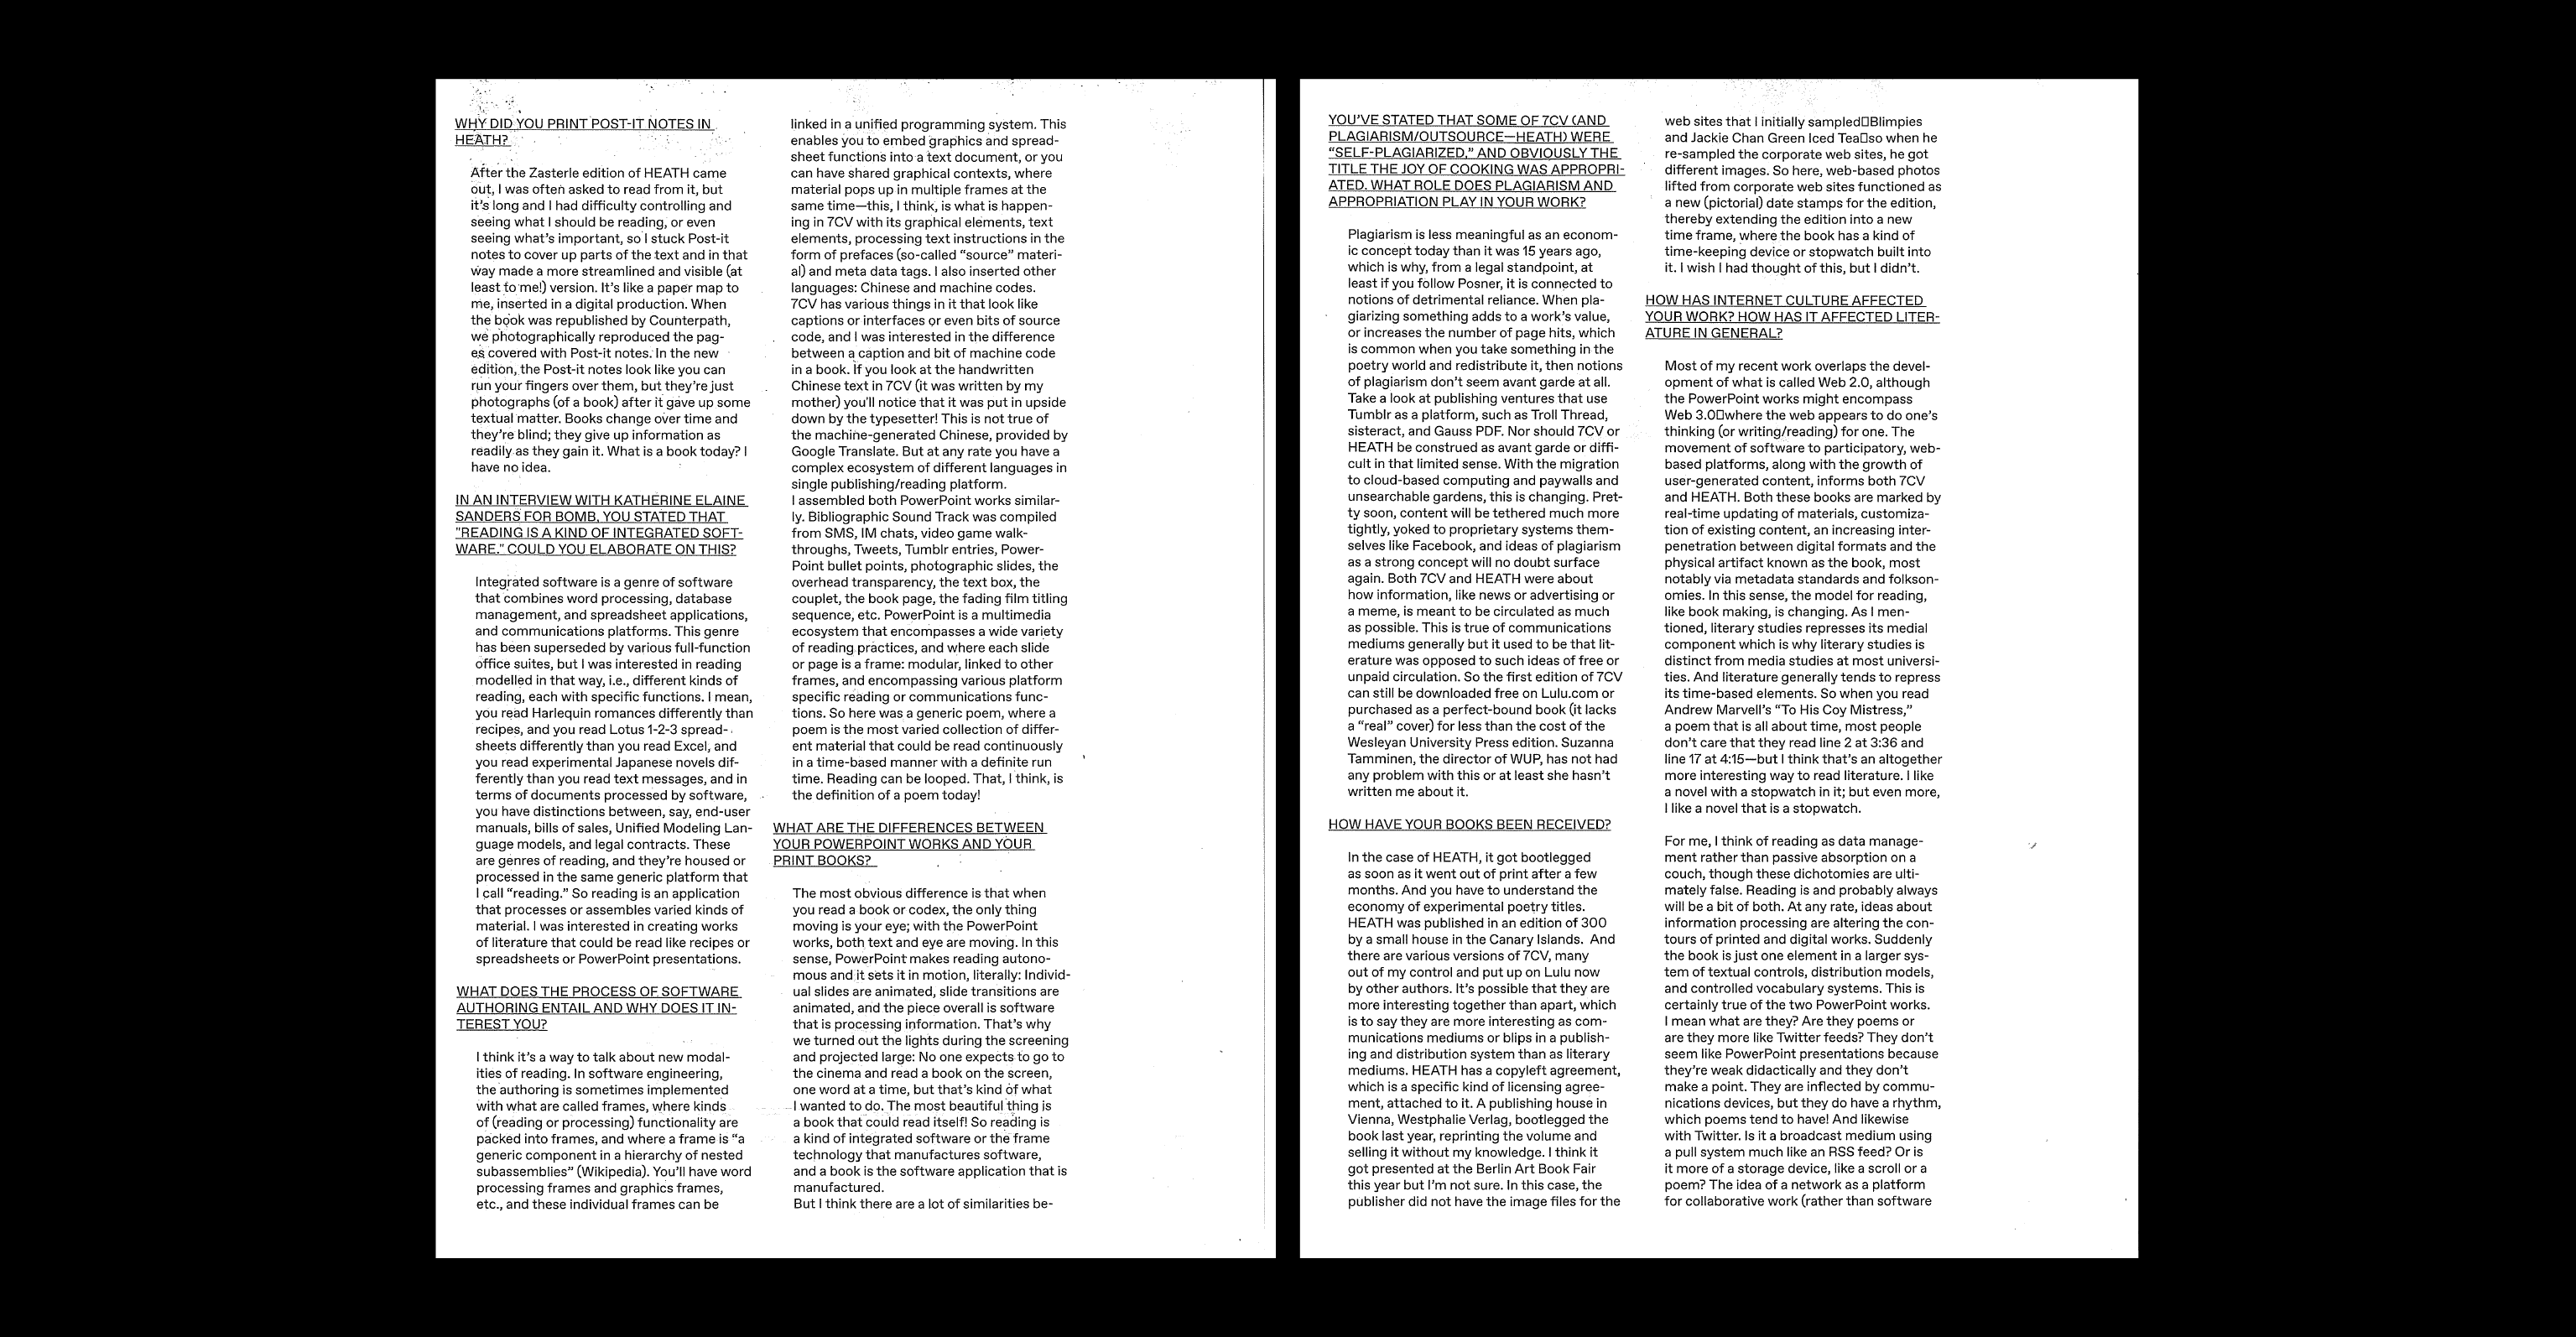 WHY DID YOU PRINT POST-IT NOTES IN
HEATH?
After the Zasterle edition of HEATH came
out, I was often asked to read from it, but
it's long and I had difficulty controlling and
seeing what I should be reading, or even
seeing what's important, so I stuck Post-it
notes to cover up parts of the text and in that
way made a more streamlined and visible (at
least to me!) version. It's like a paper map to
me, inserted in a digital production. When
the book was republished by Counterpath,
we photographically reproduced the pag-
es covered with Post-it notes. In the new
edition, the Post-it notes look like you can
run your fingers over them, but they're just
photographs (of a book) after it gave up some
textual matter. Books change over time and
they're blind; they give up information as
readily as they gain it. What is a book today? I
have no idea.
IN AN INTERVIEW WITH KATHERINE ELAINE
SANDERS FOR BOMB, YOU STATED THAT
"READING IS A KIND OF INTEGRATED SOFT-
WARE." COULD YOU ELABORATE ON THIS?
Integrated software is a genre of software
that combines word processing, database
management, and spreadsheet applications,
and communications platforms. This genre
has been superseded by various full-function
office suites, but I was interested in reading
modelled in that way, i.e., different kinds of
reading, each with specific functions. I mean,
you read Harlequin romances differently than
recipes, and you read Lotus 1-2-3 spread-
sheets differently than you read Excel, and
you read experimental Japanese novels dif-
ferently than you read text messages, and in
terms of documents processed by software,
you have distinctions between, say, end-user
manuals, bills of sales, Unified Modeling Lan-
guage models, and legal contracts. These
are genres of reading, and they're housed or
processed in the same generic platform that
I call “reading.” So reading is an application
that processes or assembles varied kinds of
material. I was interested in creating works
of literature that could be read like recipes or
spreadsheets or PowerPoint presentations.
WHAT DOES THE PROCESS OF SOFTWARE
AUTHORING ENTAIL AND WHY DOES IT IN-
TEREST YOU?
I think it's a way to talk about new modal-
ities of reading. In software engineering,
the authoring is sometimes implemented
with what are called frames, where kinds
of (reading or processing) functionality are
packed into frames, and where a frame is “a
generic component in a hierarchy of nested
subassemblies” (Wikipedia). You'll have word
processing frames and graphics frames,
etc., and these individual frames can be
linked in a unified programming system. This
enables you to embed graphics and spread-
sheet functions into a text document, or you
can have shared graphical contexts, where
material pops up in multiple frames at the
same time—this, I think, is what is happen-
ing in 7CV with its graphical elements, text
elements, processing text instructions in the
form of prefaces (so-called “source” materi-
al) and meta data tags. I also inserted other
languages: Chinese and machine codes.
7CV has various things in it that look like
captions or interfaces or even bits of source
code, and I was interested in the difference
between a caption and bit of machine code
in a book. If you look at the handwritten
Chinese text in 7CV (it was written by my
mother) you'll notice that it was put in upside
down by the typesetter! This is not true of
the machine-generated Chinese, provided by
Google Translate. But at any rate you have a
complex ecosystem of different languages in
single publishing/reading platform.
I assembled both PowerPoint works similar-
ly. Bibliographic Sound Track was compiled
from SMS, IM chats, video game walk-
throughs, Tweets, Tumblr entries, Power-
Point bullet points, photographic slides, the
overhead transparency, the text box, the
couplet, the book page, the fading film titling
sequence, etc. PowerPoint is a multimedia
ecosystem that encompasses a wide variety
of reading practices, and where each slide
or page is a frame: modular, linked to other
frames, and encompassing various platform
specific reading or communications func-
tions. So here was a generic poem, where a
poem is the most varied collection of differ-
ent material that could be read continuously
in a time-based manner with a definite run
time. Reading can be looped. That, I think, is
the definition of a poem today!
WHAT ARE THE DIFFERENCES BETWEEN
YOUR POWERPOINT WORKS AND YOUR
PRINT BOOKS?
The most obvious difference is that when
you read a book or codex, the only thing
moving is your eye; with the PowerPoint
works, both text and eye are moving. In this
sense, PowerPoint makes reading autono-
mous and it sets it in motion, literally: Individ-
ual slides are animated, slide transitions are
animated, and the piece overall is software
that is processing information. That's why
we turned out the lights during the screening
and projected large: No one expects to go to
the cinema and read a book on the screen,
one word at a time, but that's kind of what
I wanted to do. The most beautiful thing is
a book that could read itself! So reading is
a kind of integrated software or the frame
technology that manufactures software,
and a book is the software application that is
manufactured.
But I think there are a lot of similarities be-
YOU'VE STATED THAT SOME OF 7CV (AND
PLAGIARISM/OUTSOURCE—HEATH) WERE
“SELF-PLAGIARIZED,” AND OBVIOUSLY THE
TITLE THE JOY OF COOKING WAS APPROPRI-
ATED. WHAT ROLE DOES PLAGIARISM AND
APPROPRIATION PLAY IN YOUR WORK?
Plagiarism is less meaningful as an econom-
ic concept today than it was 15 years ago,
which is why, from a legal standpoint, at
least if you follow Posner, it is connected to
notions of detrimental reliance. When pla-
giarizing something adds to a work's value,
or increases the number of page hits, which
is common when you take something in the
poetry world and redistribute it, then notions
of plagiarism don't seem avant garde at all.
Take a look at publishing ventures that use
Tumblr as a platform, such as Troll Thread,
sisteract, and Gauss PDF. Nor should 7CV or
HEATH be construed as avant garde or diffi-
cult in that limited sense. With the migration
to cloud-based computing and paywalls and
unsearchable gardens, this is changing. Pret-
ty soon, content will be tethered much more
tightly, yoked to proprietary systems them-
selves like Facebook, and ideas of plagiarism
as a strong concept will no doubt surface
again. Both 7CV and HEATH were about
how information, like news or advertising or
a meme, is meant to be circulated as much
as possible. This is true of communications
mediums generally but it used to be that lit-
erature was opposed to such ideas of free or
unpaid circulation. So the first edition of 7CV
can still be downloaded free on Lulu.com or
purchased as a perfect-bound book (it lacks
a “real” cover) for less than the cost of the
Wesleyan University Press edition. Suzanna
Tamminen, the director of WUP, has not had
any problem with this or at least she hasn't
written me about it.
HOW HAVE YOUR BOOKS BEEN RECEIVED?
In the case of HEATH, it got bootlegged
as soon as it went out of print after a few
months. And you have to understand the
economy of experimental poetry titles.
HEATH was published in an edition of 300
by a small house in the Canary Islands. And
there are various versions of 7CV, many
out of my control and put up on Lulu now
by other authors. It's possible that they are
more interesting together than apart, which
is to say they are more interesting as com-
munications mediums or blips in a publish-
ing and distribution system than as literary
mediums. HEATH has a copyleft agreement,
which is a specific kind of licensing agree-
ment, attached to it. A publishing house in
Vienna, Westphalie Verlag, bootlegged the
book last year, reprinting the volume and
selling it without my knowledge. I think it
got presented at the Berlin Art Book Fair
this year but I'm not sure. In this case, the
publisher did not have the image files for the
web sites that I initially sampled▯Blimpies
and Jackie Chan Green Iced Tea▯so when he
re-sampled the corporate web sites, he got
different images. So here, web-based photos
lifted from corporate web sites functioned as
a new (pictorial) date stamps for the edition,
thereby extending the edition into a new
time frame, where the book has a kind of
time-keeping device or stopwatch built into
it. I wish I had thought of this, but I didn't.
HOW HAS INTERNET CULTURE AFFECTED
YOUR WORK? HOW HAS IT AFFECTED LITER-
ATURE IN GENERAL?
Most of my recent work overlaps the devel-
opment of what is called Web 2.0, although
the PowerPoint works might encompass
Web 3.0▯where the web appears to do one's
thinking (or writing/reading) for one. The
movement of software to participatory, web-
based platforms, along with the growth of
user-generated content, informs both 7CV
and HEATH. Both these books are marked by
real-time updating of materials, customiza-
tion of existing content, an increasing inter-
penetration between digital formats and the
physical artifact known as the book, most
notably via metadata standards and folkson-
omies. In this sense, the model for reading,
like book making, is changing. As I men-
tioned, literary studies represses its medial
component which is why literary studies is
distinct from media studies at most universi-
ties. And literature generally tends to repress
its time-based elements. So when you read
Andrew Marvell's “To His Coy Mistress,”
a poem that is all about time, most people
don't care that they read line 2 at 3:36 and
line 17 at 4:15—but I think that's an altogether
more interesting way to read literature. I like
a novel with a stopwatch in it; but even more,
I like a novel that is a stopwatch.
For me, I think of reading as data manage-
ment rather than passive absorption on a
couch, though these dichotomies are ulti-
mately false. Reading is and probably always
will be a bit of both. At any rate, ideas about
information processing are altering the con-
tours of printed and digital works. Suddenly
the book is just one element in a larger sys-
tem of textual controls, distribution models,
and controlled vocabulary systems. This is
certainly true of the two PowerPoint works.
I mean what are they? Are they poems or
are they more like Twitter feeds? They don't
seem like PowerPoint presentations because
they're weak didactically and they don't
make a point. They are inflected by commu-
nications devices, but they do have a rhythm,
which poems tend to have! And likewise
with Twitter. Is it a broadcast medium using
a pull system much like an RSS feed? Or is
it more of a storage device, like a scroll or a
poem? The idea of a network as a platform
for collaborative work (rather than software